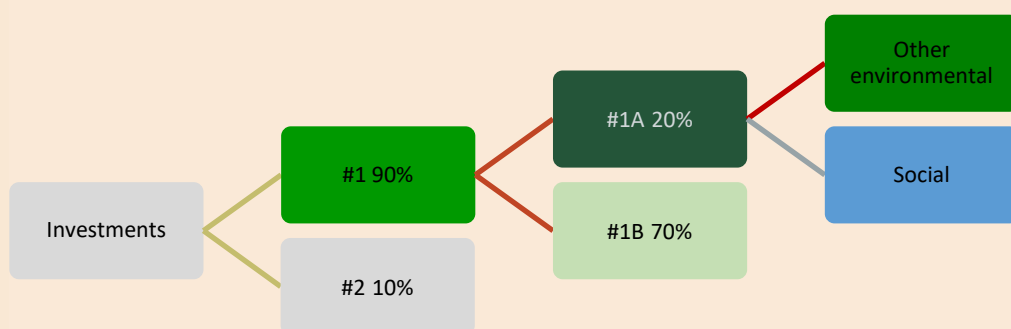 Other
environmental
#1A 20%
#1 90%
Social
Investments
#1B 70%
#2 10%